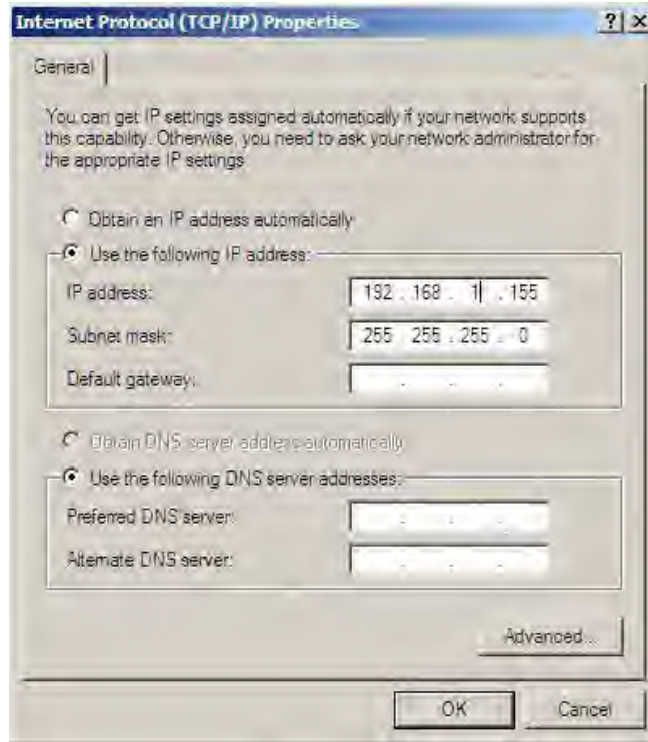 Internet Protocol (TCP/IP) Properties
General
You can get IP settings assigned automatically if your network supports
this capability. Otherwise, you need to ask your network administrator for
the appropriate IP settings.
Obtain an IP address automatically
Use the following IP address:
IP address: 192 . 168 . 1 . 155
Subnet mask: 255 . 255 . 255 . 0
Default gateway: . . .
Obtain DNS server address automatically
Use the following DNS server addresses:
Preferred DNS server: . . .
Alternate DNS server: . . .
Advanced...
OK Cancel